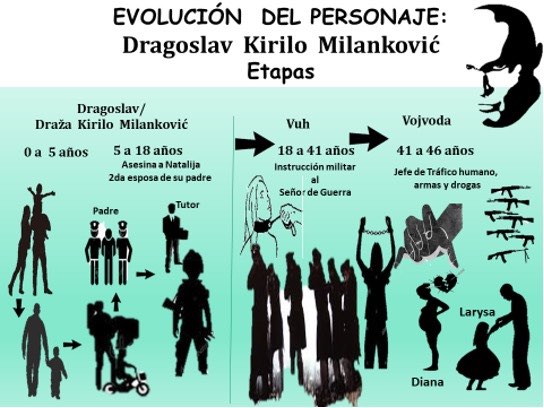 EVOLUCIÓN DEL PERSONAJE:
Dragoslav Kirilo Milanković
Etapas
Dragoslav/
Draža Kirilo Milanković
0 a 5 años
5 a 18 años
Asesina a Natalija
2da esposa de su padre
Padre
Tutor
Vuh
18 a 41 años
Instrucción militar
al
Señor de Guerra
Vojvoda
41 a 46 años
Jefe de Tráfico humano,
armas y drogas
Larysa
Diana